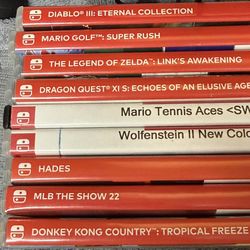 DIABLO® III: ETERNAL COLLECTION
MARIO GOLF™: SUPER RUSH
THE LEGEND OF ZELDA™: LINK'S AWAKENING
DRAGON QUEST® XI S: ECHOES OF AN ELUSIVE AGE
Mario Tennis Aces <SW
Wolfenstein II New Colo
HADES
MLB THE SHOW 22
DONKEY KONG COUNTRY™: TROPICAL FREEZE